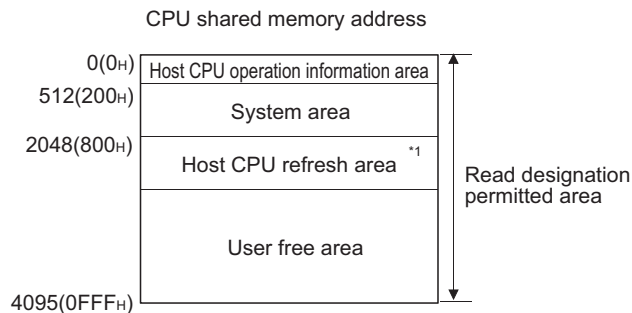 CPU shared memory address
0(0H)
Host CPU operation information area
512(200H)
System area
2048(800H)
Host CPU refresh area *1
Read designation
permitted area
User free area
4095(0FFFH)